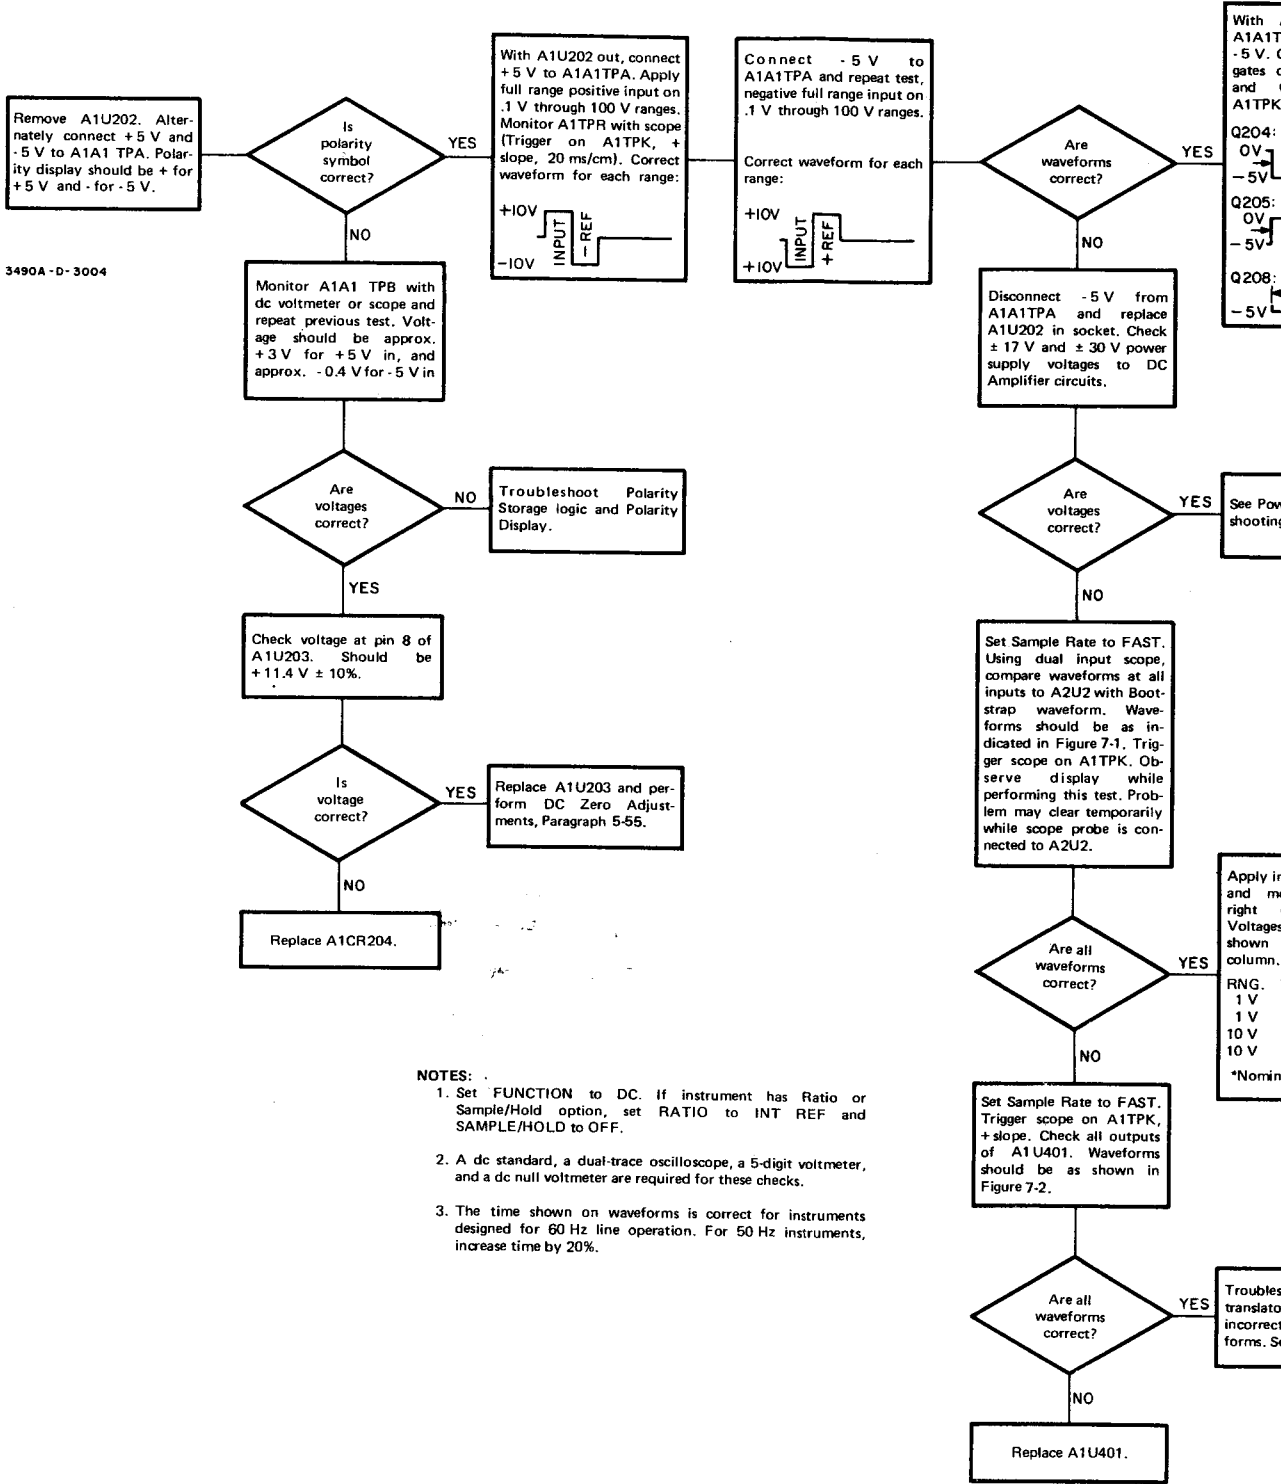 Remove A1U202. Alter-
nately connect +5 V and
-5 V to A1A1 TPA. Polar-
ity display should be + for
+5 V and - for -5 V.
3490A-D-3004
Is
polarity
symbol
correct?
YES
NO
With A1U202 out, connect
+5 V to A1A1TPA. Apply
full range positive input on
.1 V through 100 V ranges.
Monitor A1TPR with scope
(Trigger on A1TPK, +
slope, 20 ms/cm). Correct
waveform for each range:
+10V
INPUT
-REF
-10V
Connect -5 V to
A1A1TPA and repeat test,
negative full range input on
.1 V through 100 V ranges.
Correct waveform for each
range:
+10V
INPUT
+REF
+10V
Are
waveforms
correct?
YES
NO
With
A1A1T
-5 V. C
gates
and
A1TPK
Q204:
0V
-5V
Q205:
0V
-5V
Q208:
-5V
Monitor A1A1 TPB with
dc voltmeter or scope and
repeat previous test. Volt-
age should be approx.
+3 V for +5 V in, and
approx. -0.4 V for -5 V in
Are
voltages
correct?
NO
Troubleshoot Polarity
Storage logic and Polarity
Display.
YES
Check voltage at pin 8 of
A1U203. Should be
+11.4 V ± 10%.
Is
voltage
correct?
YES
Replace A1U203 and per-
form DC Zero Adjust-
ments, Paragraph 5-55.
NO
Replace A1CR204.
Disconnect -5 V from
A1A1TPA and replace
A1U202 in socket. Check
± 17 V and ± 30 V power
supply voltages to DC
Amplifier circuits.
Are
voltages
correct?
YES
See Pow
shooting
NO
Set Sample Rate to FAST.
Using dual input scope,
compare waveforms at all
inputs to A2U2 with Boot-
strap waveform. Wave-
forms should be as in-
dicated in Figure 7-1. Trig-
ger scope on A1TPK. Ob-
serve display while
performing this test. Prob-
lem may clear temporarily
while scope probe is con-
nected to A2U2.
Are all
waveforms
correct?
YES
Apply in
and me
right
Voltages
shown
column.
RNG.
1 V
1 V
10 V
10 V
*Nomin
NO
Set Sample Rate to FAST.
Trigger scope on A1TPK,
+ slope. Check all outputs
of A1U401. Waveforms
should be as shown in
Figure 7-2.
Are all
waveforms
correct?
YES
Troubles
translato
incorrect
forms. Se
NO
Replace A1U401.
NOTES:
1. Set FUNCTION to DC. If instrument has Ratio or
Sample/Hold option, set RATIO to INT REF and
SAMPLE/HOLD to OFF.
2. A dc standard, a dual-trace oscilloscope, a 5-digit voltmeter,
and a dc null voltmeter are required for these checks.
3. The time shown on waveforms is correct for instruments
designed for 60 Hz line operation. For 50 Hz instruments,
increase time by 20%.